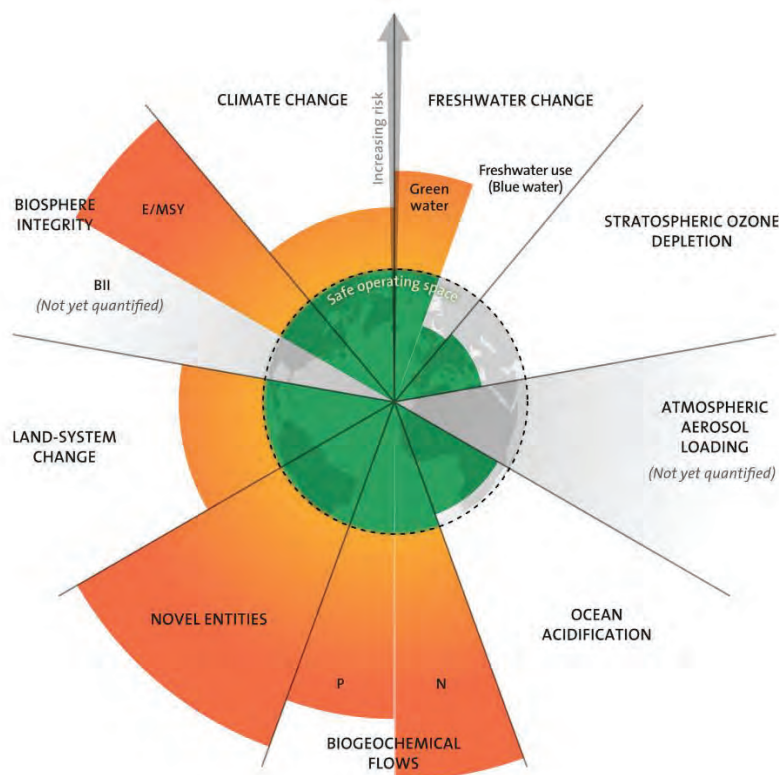 CLIMATE CHANGE
Increasing risk
FRESHWATER CHANGE
Green
water
Freshwater use
(Blue water)
STRATOSPHERIC OZONE
DEPLETION
ATMOSPHERIC
AEROSOL
LOADING
(Not yet quantified)
OCEAN
ACIDIFICATION
N
P
BIOGEOCHEMICAL
FLOWS
NOVEL ENTITIES
LAND-SYSTEM
CHANGE
BII
(Not yet quantified)
BIOSPHERE
INTEGRITY
E/MSY
Safe operating space